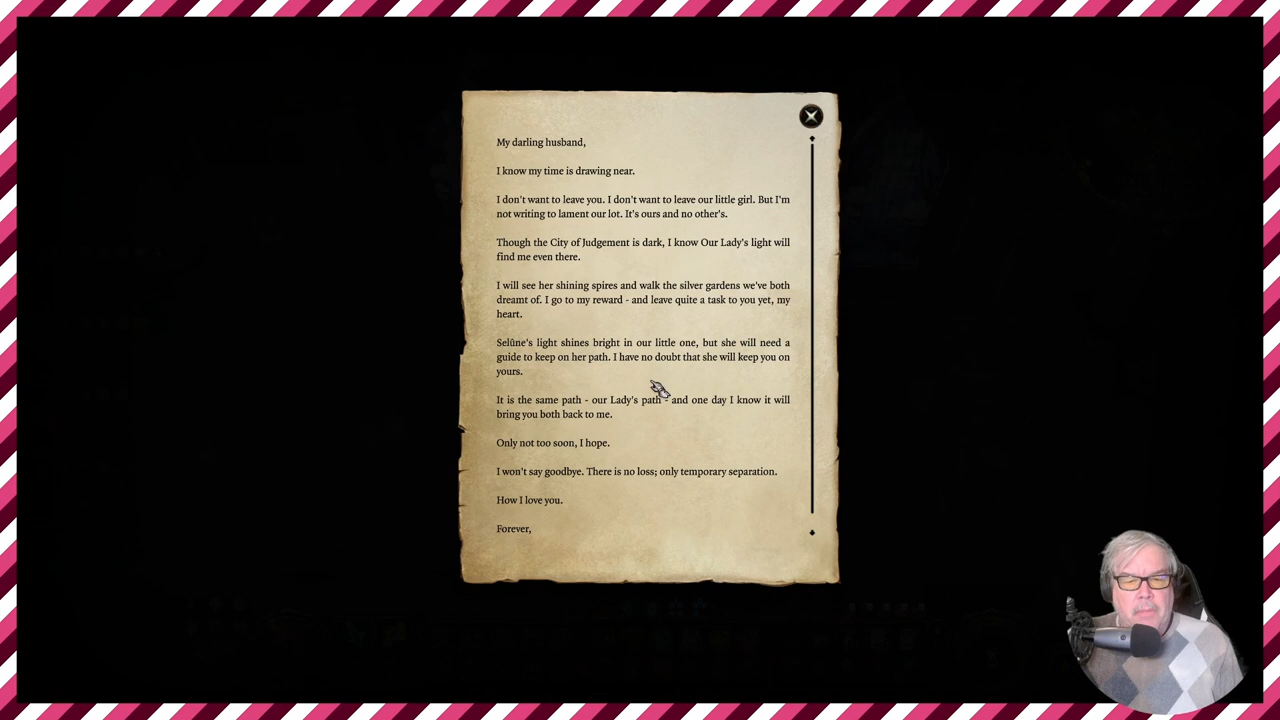 My darling husband,
I know my time is drawing near.
I don't want to leave you. I don't want to leave our little girl. But I'm
not writing to lament our lot. It's ours and no other's.
Though the City of Judgement is dark, I know Our Lady's light will
find me even there.
I will see her shining spires and walk the silver gardens we've both
dreamt of. I go to my reward - and leave quite a task to you yet, my
heart.
Selûne's light shines bright in our little one, but she will need a
guide to keep on her path. I have no doubt that she will keep you on
yours.
It is the same path - our Lady's path - and one day I know it will
bring you both back to me.
Only not too soon, I hope.
I won't say goodbye. There is no loss; only temporary separation.
How I love you.
Forever,